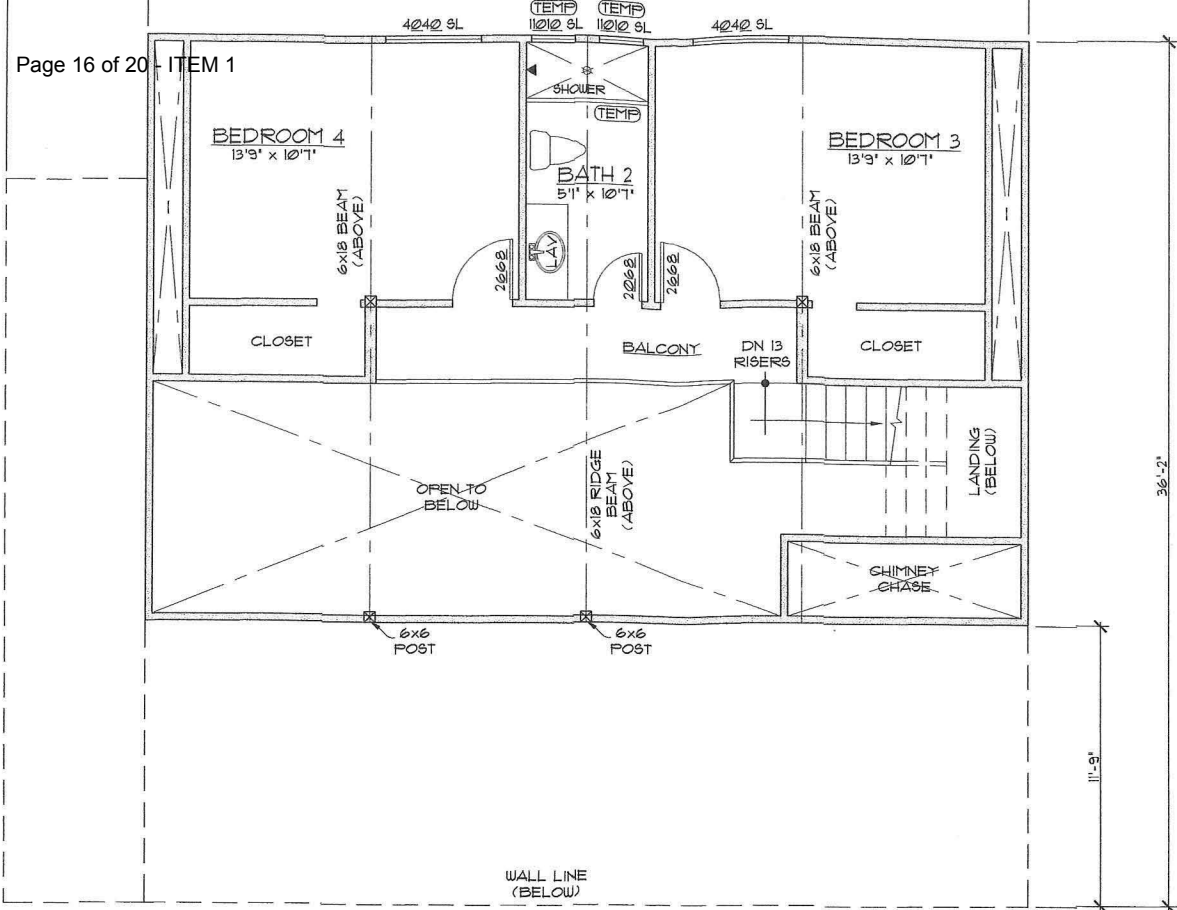 TEMP
TEMP
4040 SL
11010 SL
11010 SL
4040 SL
Page 16 of 20 - ITEM 1
SHOWER
TEMP
BEDROOM 4
13'9" x 10'7"
BATH 2
5'1" x 10'7"
BEDROOM 3
13'9" x 10'7"
6x18 BEAM
(ABOVE)
6x18 BEAM
(ABOVE)
LAV
2668
2068
2668
CLOSET
BALCONY
DN 13
RISERS
CLOSET
LANDING
(BELOW)
OPEN TO
BELOW
6x18 RIDGE
BEAM
(ABOVE)
36'-2"
CHIMNEY
CHASE
6x6
POST
6x6
POST
11'-9"
WALL LINE
(BELOW)